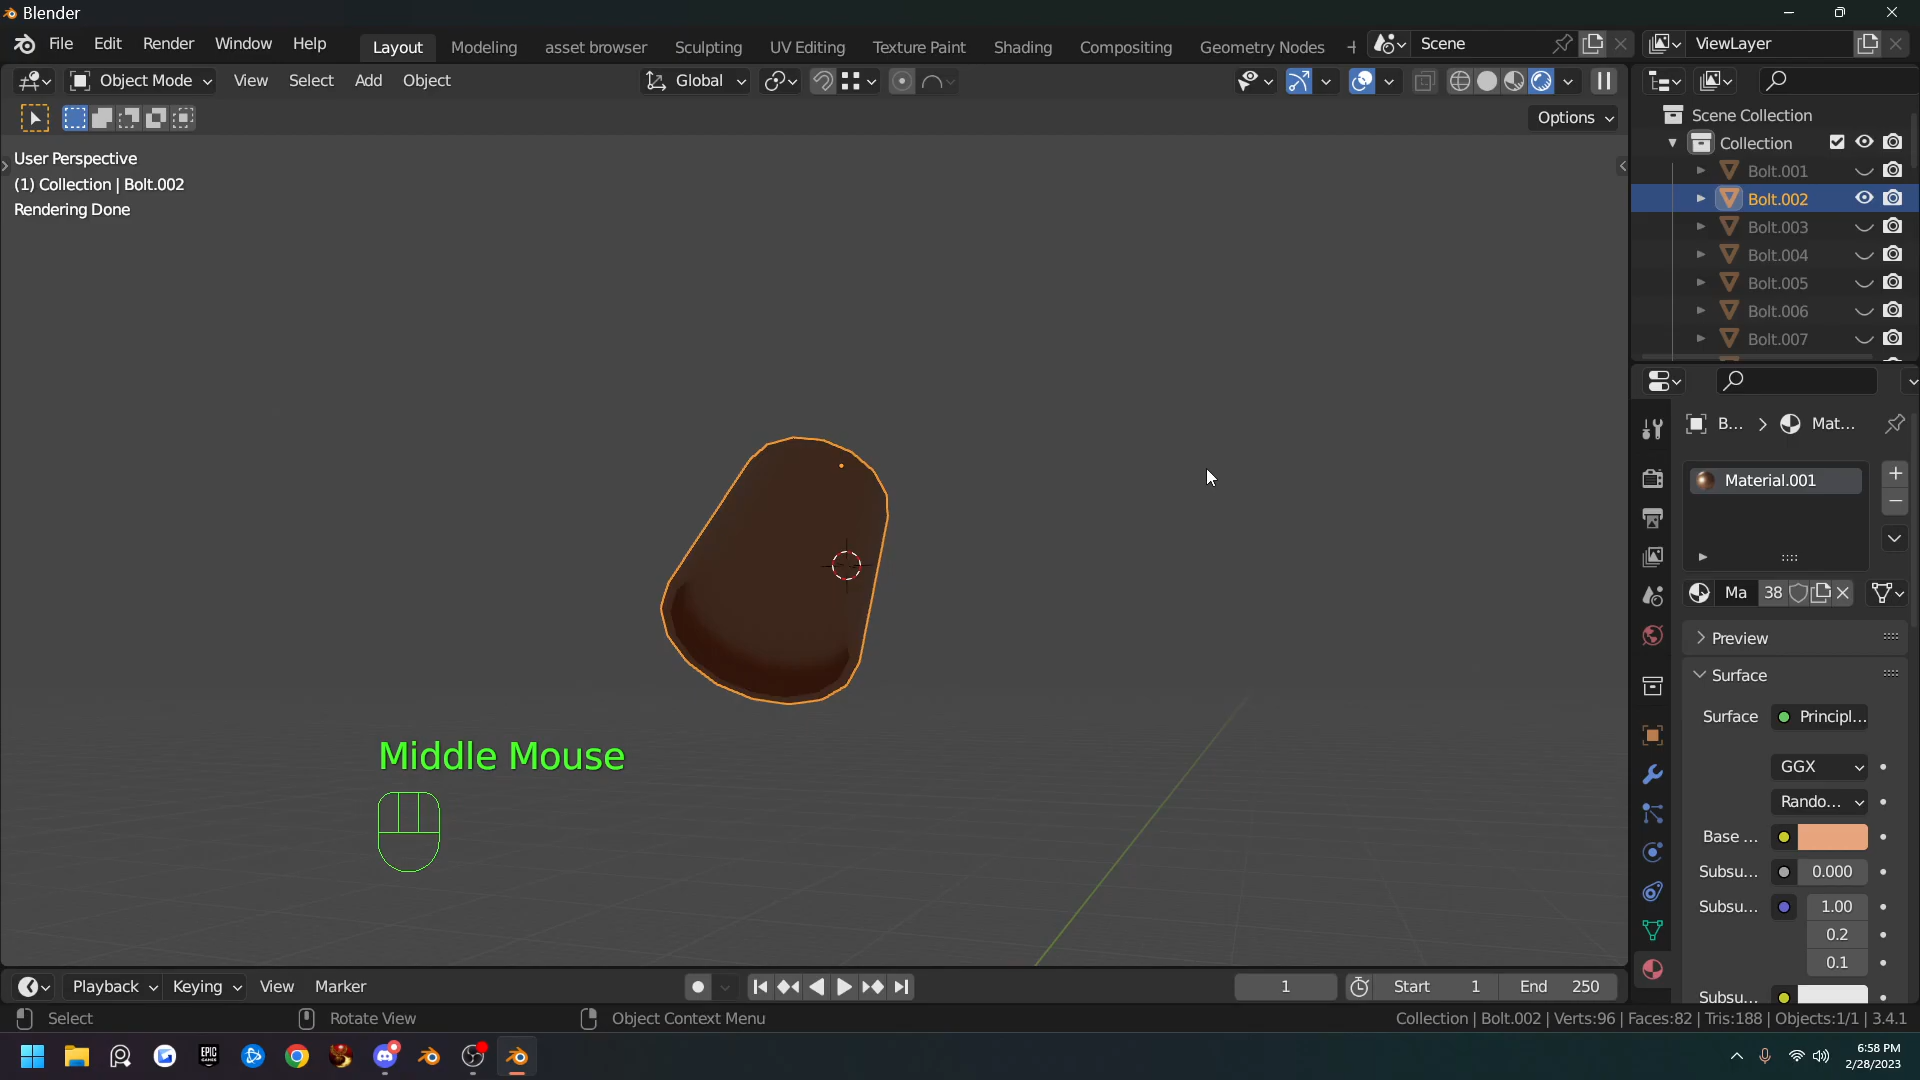 Blender
File Edit Render Window Help Layout Modeling asset browser Sculpting UV Editing Texture Paint Shading Compositing Geometry Nodes Scene ViewLayer
Object Mode View Select Add Object Global
Options
User Perspective
(1) Collection | Bolt.002
Rendering Done
Scene Collection
Collection
Bolt.001
Bolt.002
Bolt.003
Bolt.004
Bolt.005
Bolt.006
Bolt.007
B... Mat...
Material.001
Ma 38
Preview
Surface
Surface Principl...
GGX
Rando...
Base ...
Subsu... 0.000
Subsu... 1.00
0.2
0.1
Subsu...
Middle Mouse
Playback Keying View Marker 1 Start 1 End 250
Select Rotate View Object Context Menu Collection | Bolt.002 | Verts:96 | Faces:82 | Tris:188 | Objects:1/1 | 3.4.1
EPIC
GAMES
6:58 PM
2/28/2023